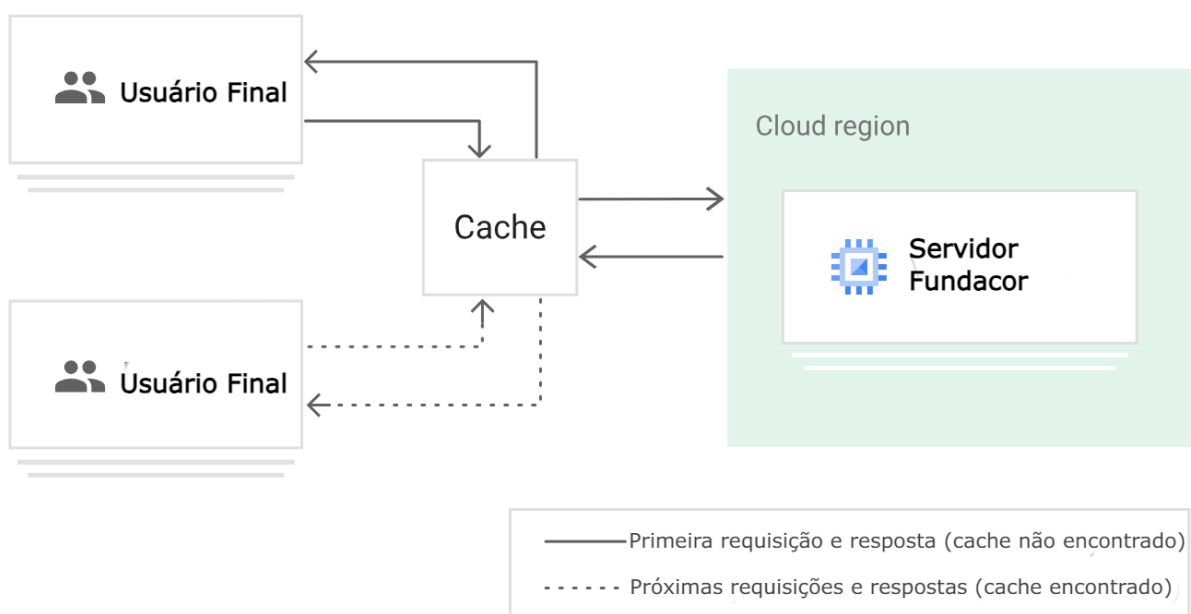 Usuário Final
Cloud region
Cache
Servidor
Fundacor
Usuário Final
Primeira requisição e resposta (cache não encontrado)
Próximas requisições e respostas (cache encontrado)